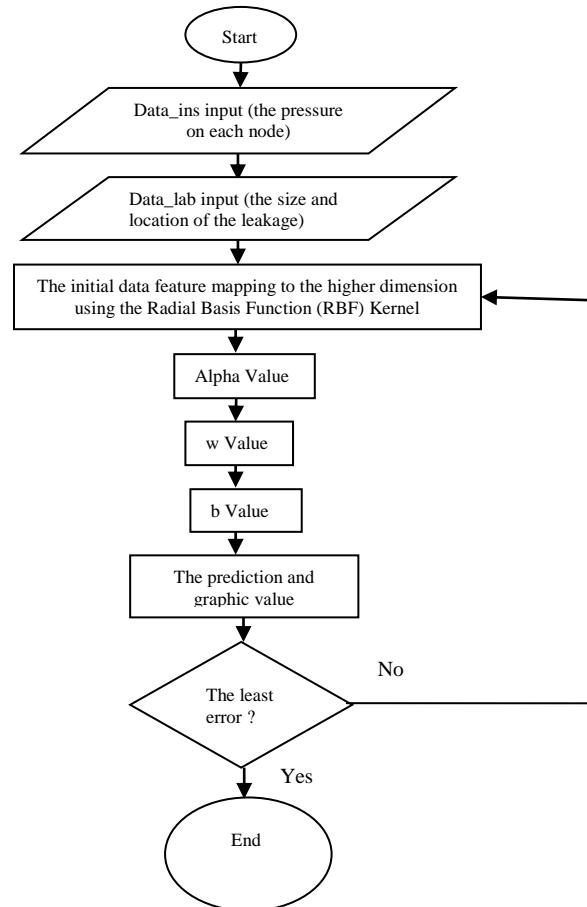 Start
Data_ins input (the pressure
on each node)
Data_lab input (the size and
location of the leakage)
The initial data feature mapping to the higher dimension
using the Radial Basis Function (RBF) Kernel
Alpha Value
w Value
b Value
The prediction and
graphic value
The least
error ?
No
Yes
End